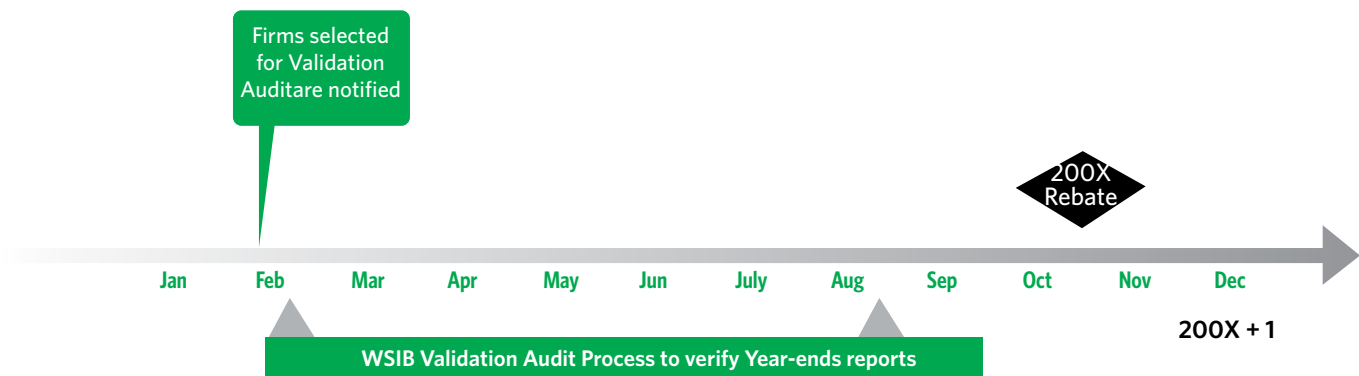 Firms selected
for Validation
Auditare notified
200X
Rebate
Jan Feb Mar Apr May Jun July Aug Sep Oct Nov Dec
200X + 1
WSIB Validation Audit Process to verify Year-ends reports